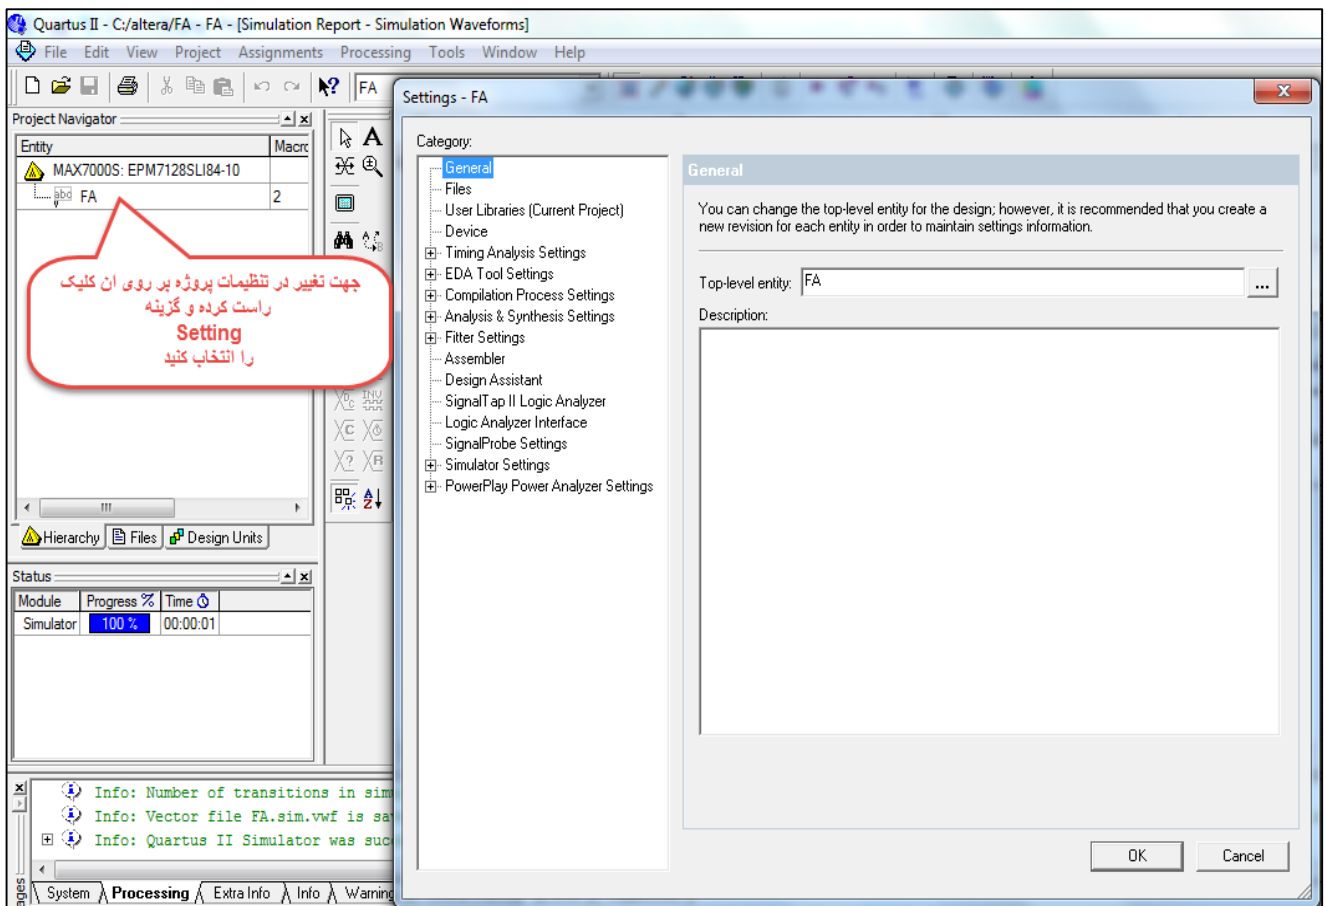 Quartus II - C:/altera/FA - FA - [Simulation Report - Simulation Waveforms]
File Edit View Project Assignments Processing Tools Window Help
FA
Project Navigator
Entity
MAX7000S: EPM7128SLI84-10
FA 2
جهت تغییر در تنظیمات پروژه بر روی ان کلیک
راست کرده و گزینه
Setting
را انتخاب کنید
Hierarchy Files Design Units
Status
Module Progress % Time
Simulator 100 % 00:00:01
Info: Number of transitions in
Info: Vector file FA.sim.vwf is
Info: Quartus II Simulator was
System Processing Extra Info Info
Settings - FA
Category:
General
Files
User Libraries (Current Project)
Device
Timing Analysis Settings
EDA Tool Settings
Compilation Process Settings
Analysis & Synthesis Settings
Fitter Settings
Assembler
Design Assistant
SignalTap II Logic Analyzer
Logic Analyzer Interface
SignalProbe Settings
Simulator Settings
PowerPlay Power Analyzer Settings
General
You can change the top-level entity for the design; however, it is recommended that you create a
new revision for each entity in order to maintain settings information.
Top-level entity: FA ...
Description:
OK Cancel